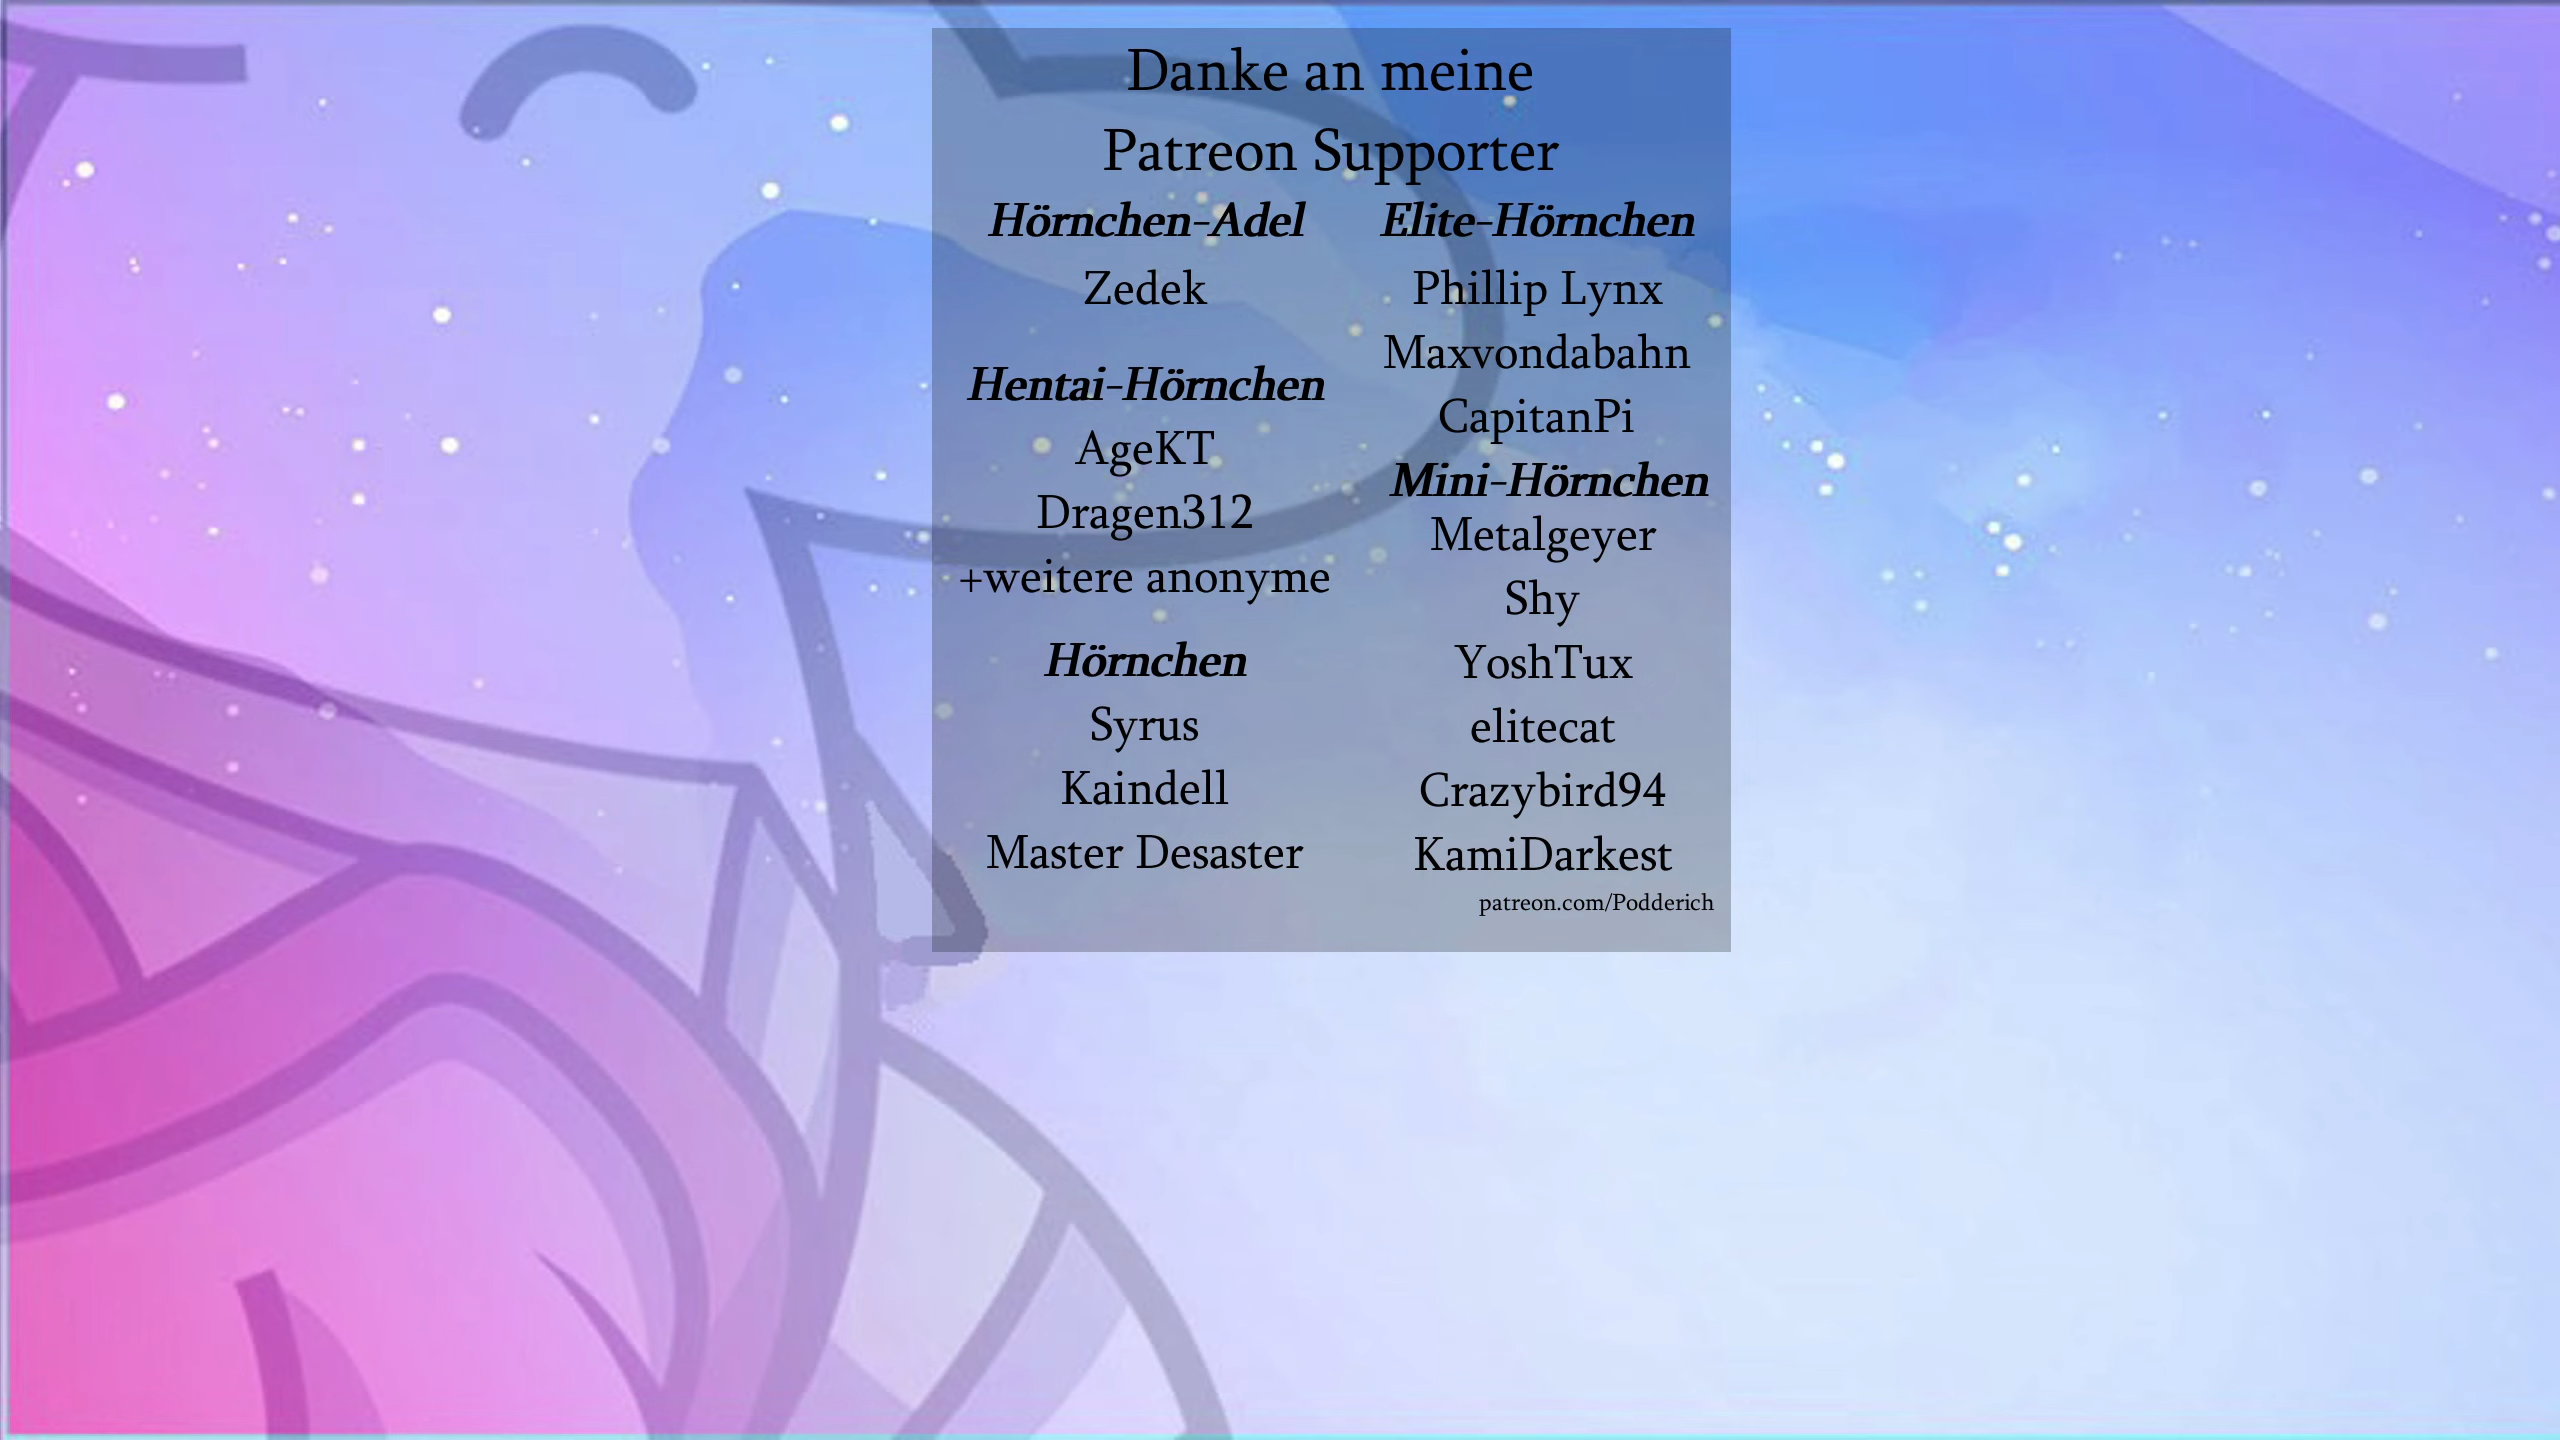 Danke an meine
Patreon Supporter
Hörnchen-Adel
Zedek
Hentai-Hörnchen
AgeKT
Dragen312
+weitere anonyme
Hörnchen
Syrus
Kaindell
Master Desaster
Elite-Hörnchen
Phillip Lynx
Maxvondabahn
CapitanPi
Mini-Hörnchen
Metalgeyer
Shy
YoshTux
elitecat
Crazybird94
KamiDarkest
patreon.com/Podderich